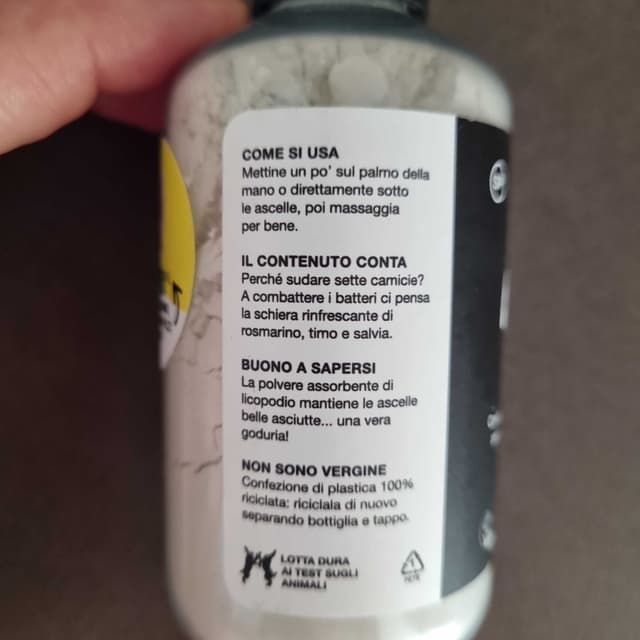 COME SI USA
Mettine un po' sul palmo della
mano o direttamente sotto
le ascelle, poi massaggia
per bene.
IL CONTENUTO CONTA
Perché sudare sette camicie?
A combattere i batteri ci pensa
la schiera rinfrescante di
rosmarino, timo e salvia.
BUONO A SAPERSI
La polvere assorbente di
licopodio mantiene le ascelle
belle asciutte... una vera
goduria!
NON SONO VERGINE
Confezione di plastica 100%
riciclata: riciclala di nuovo
separando bottiglia e tappo.
LOTTA DURA
AI TEST SUGLI
ANIMALI
1